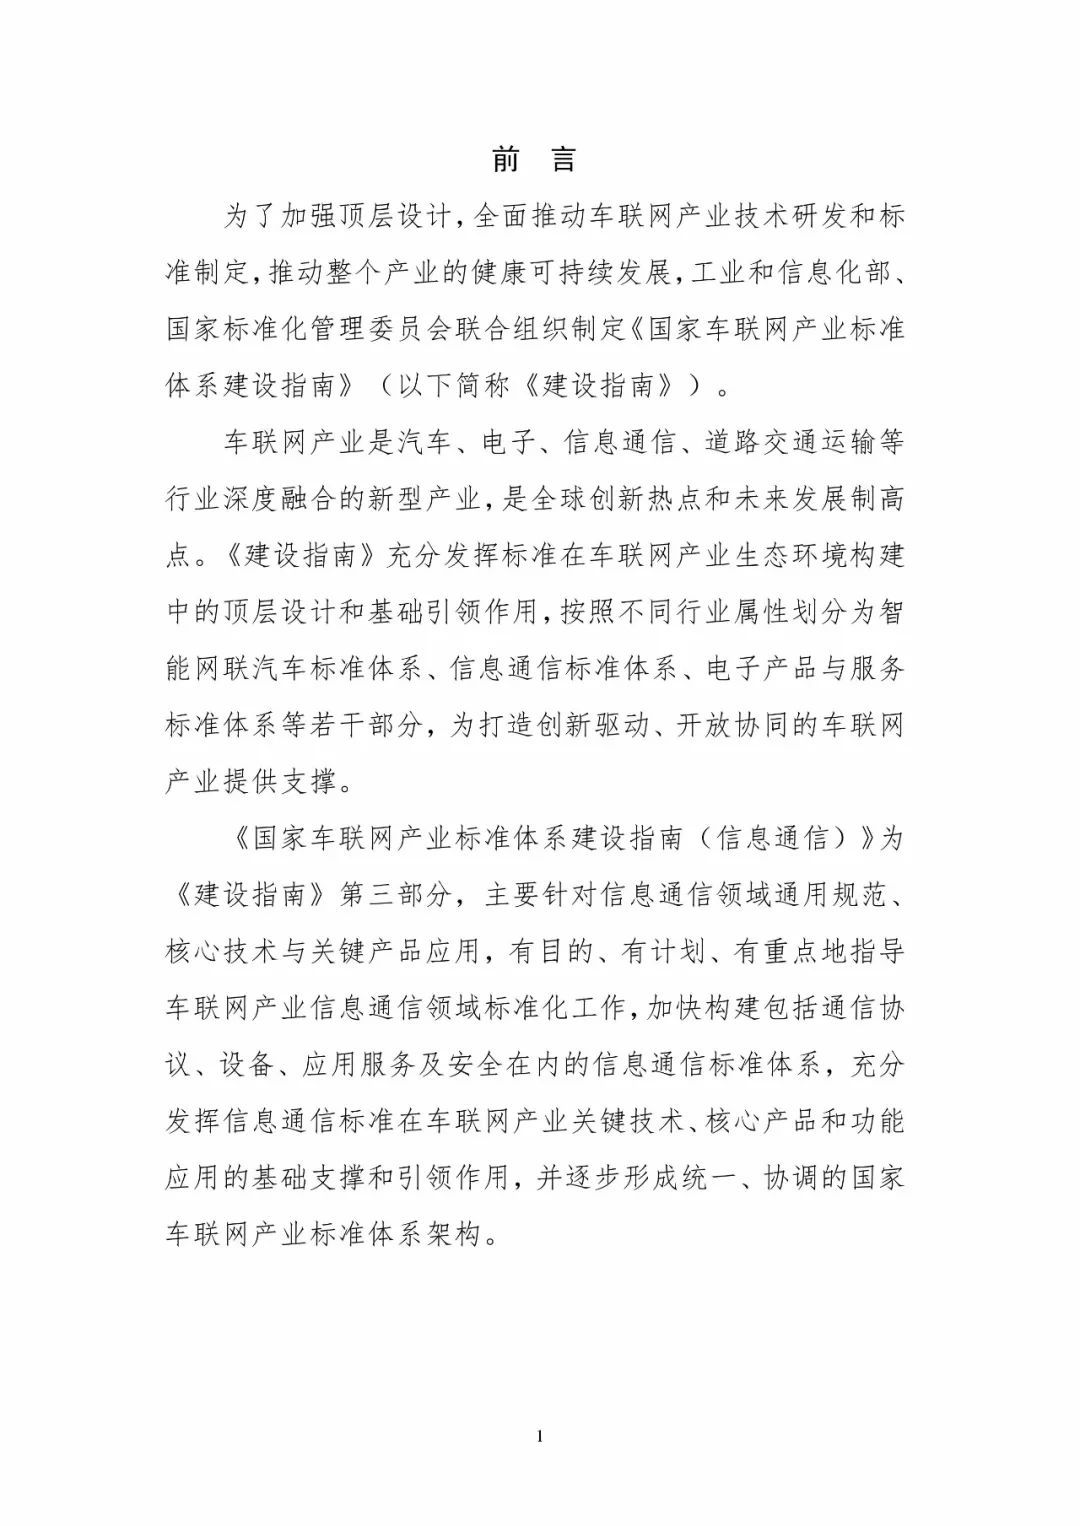 前 言
为了加强顶层设计，全面推动车联网产业技术研发和标
准制定，推动整个产业的健康可持续发展，工业和信息化部、
国家标准化管理委员会联合组织制定《国家车联网产业标准
体系建设指南》（以下简称《建设指南》）。
车联网产业是汽车、电子、信息通信、道路交通运输等
行业深度融合的新型产业，是全球创新热点和未来发展制高
点。《建设指南》充分发挥标准在车联网产业生态环境构建
中的顶层设计和基础引领作用，按照不同行业属性划分为智
能网联汽车标准体系、信息通信标准体系、电子产品与服务
标准体系等若干部分，为打造创新驱动、开放协同的车联网
产业提供支撑。
《国家车联网产业标准体系建设指南（信息通信）》为
《建设指南》第三部分，主要针对信息通信领域通用规范、
核心技术与关键产品应用，有目的、有计划、有重点地指导
车联网产业信息通信领域标准化工作，加快构建包括通信协
议、设备、应用服务及安全在内的信息通信标准体系，充分
发挥信息通信标准在车联网产业关键技术、核心产品和功能
应用的基础支撑和引领作用，并逐步形成统一、协调的国家
车联网产业标准体系架构。
1